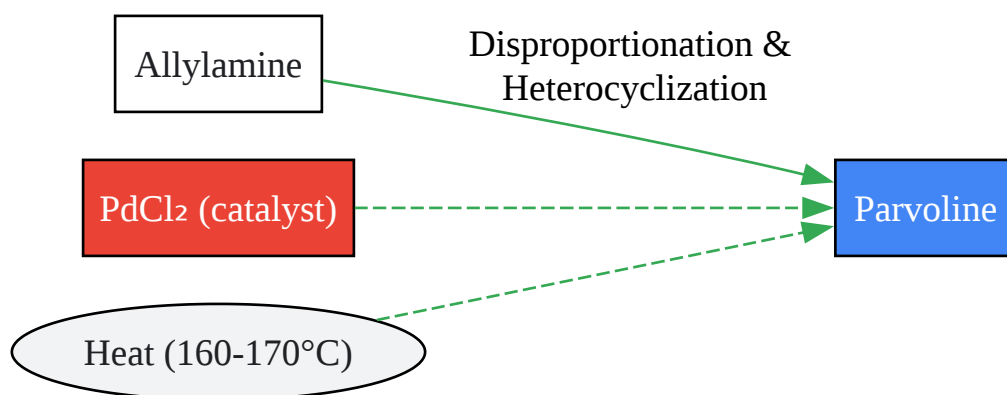 Allylamine
Disproportionation &
Heterocyclization
PdCl₂ (catalyst)
Parvoline
Heat (160-170°C)